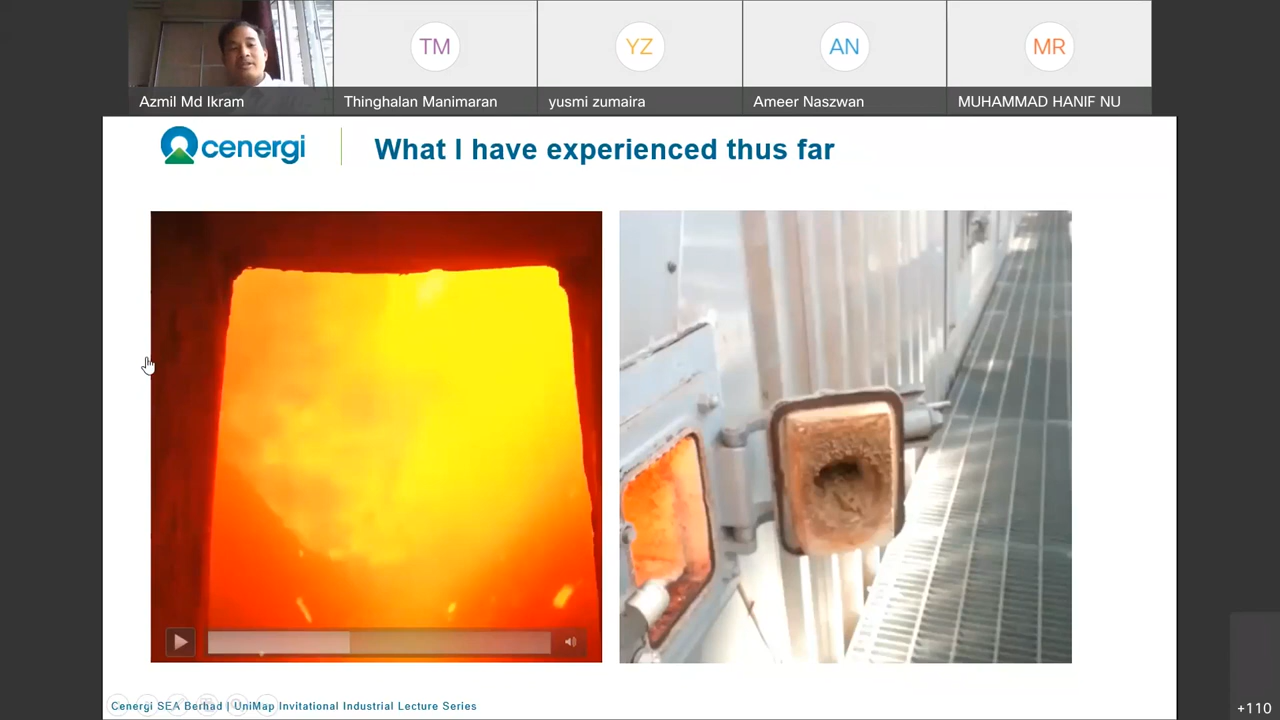 TM
YZ
AN
MR
Azmil Md Ikram
Thinghalan Manimaran
yusmi zumaira
Ameer Naszwan
MUHAMMAD HANIF NU
cenergi
What I have experienced thus far
Cenergi SEA Berhad | UniMap Invitational Industrial Lecture Series
+110